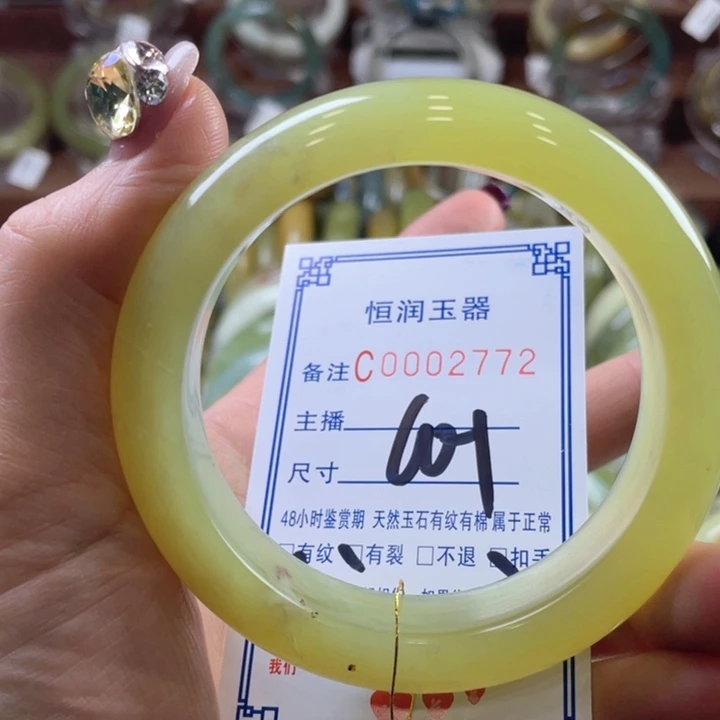 恒润玉器
备注C0002772
主播
尺寸
48小时鉴赏期 天然玉石有纹有棉属于正常
□有纹 □有裂 □不退 □扣手
我们